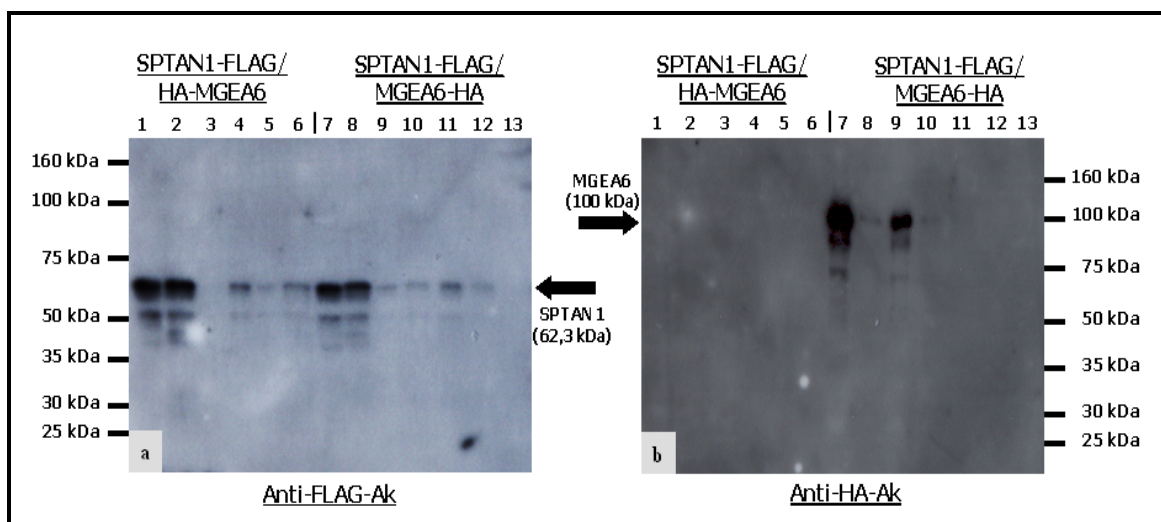 SPTAN1-FLAG/
HA-MGEA6
SPTAN1-FLAG/
MGEA6-HA
1 2 3 4 5 6 | 7 8 9 10 11 12 13
160 kDa
100 kDa
75 kDa
50 kDa
35 kDa
30 kDa
25 kDa
a
Anti-FLAG-Ak
MGEA6
(100 kDa)
SPTAN1
(62,3 kDa)
SPTAN1-FLAG/
HA-MGEA6
SPTAN1-FLAG/
MGEA6-HA
1 2 3 4 5 6 | 7 8 9 10 11 12 13
160 kDa
100 kDa
75 kDa
50 kDa
35 kDa
30 kDa
25 kDa
b
Anti-HA-Ak